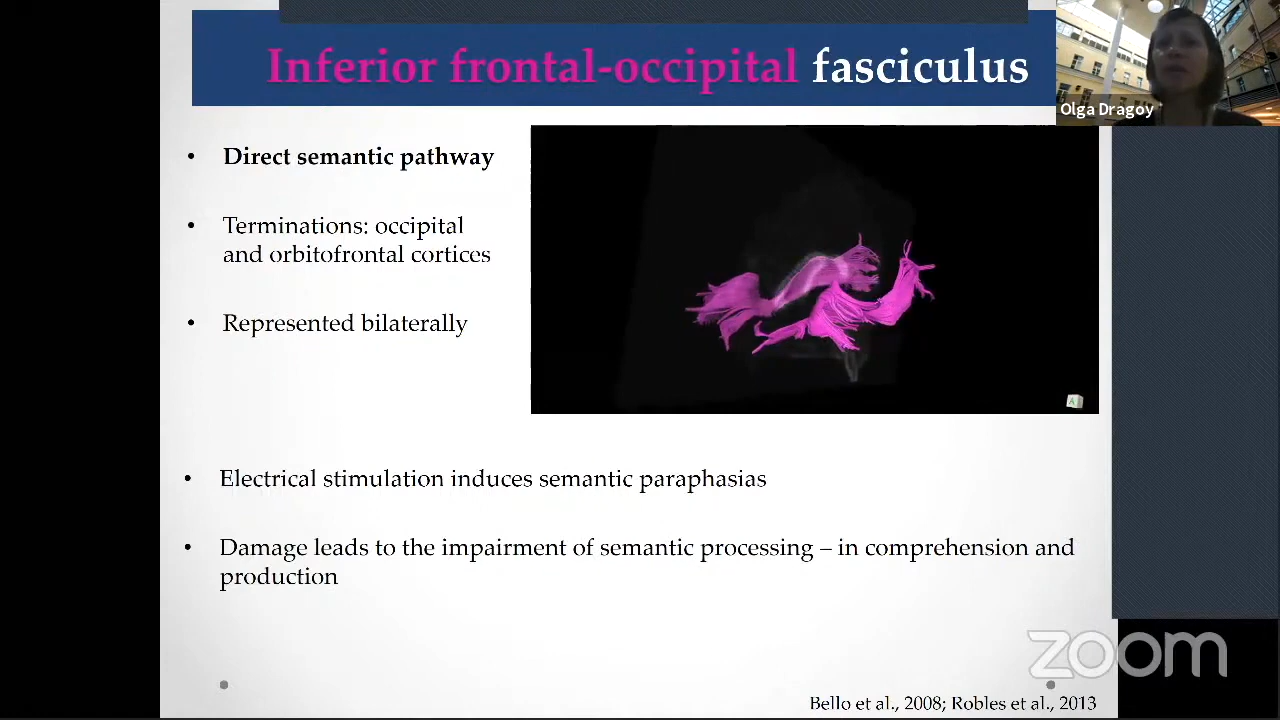 Inferior frontal-occipital fasciculus
Olga Dragoy
• Direct semantic pathway
• Terminations: occipital
and orbitofrontal cortices
• Represented bilaterally
A
• Electrical stimulation induces semantic paraphasias
• Damage leads to the impairment of semantic processing – in comprehension and
production
zoom
Bello et al., 2008; Robles et al., 2013